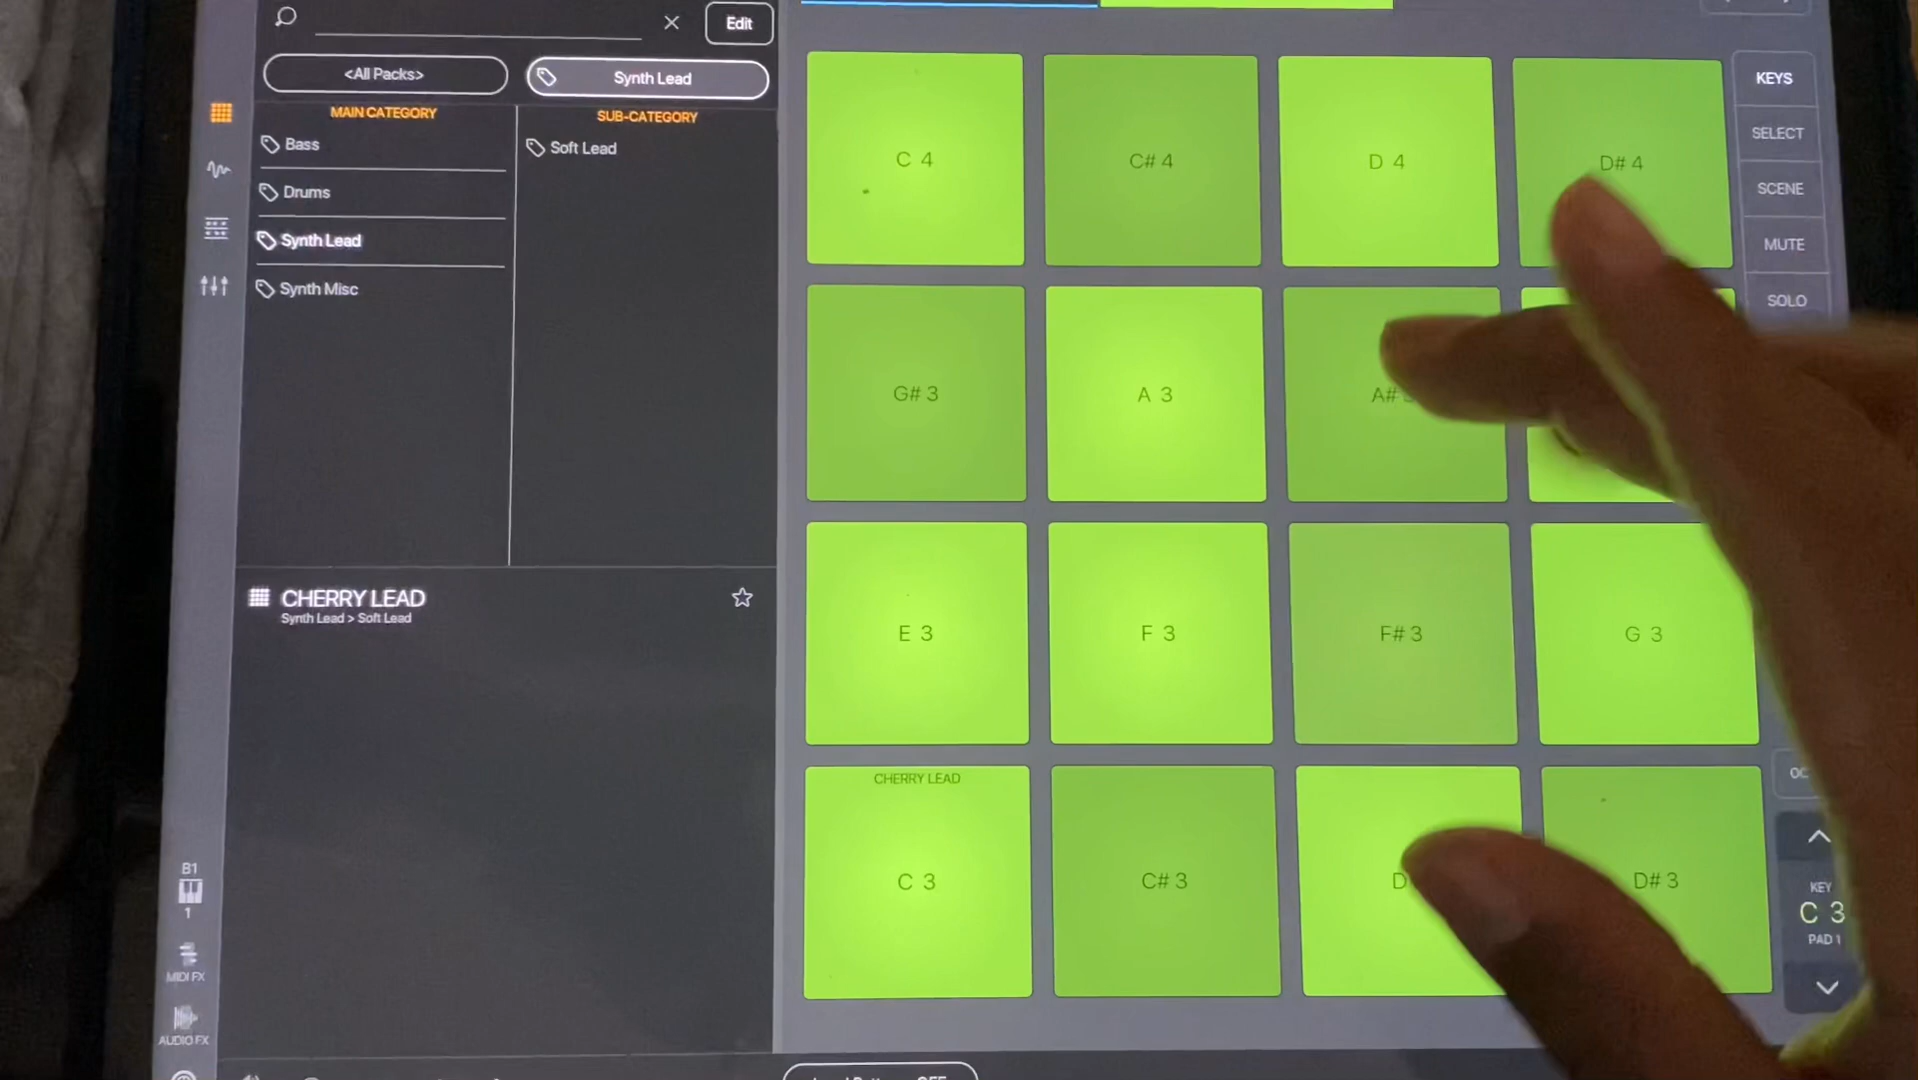 Edit
<All Packs>
Synth Lead
MAIN CATEGORY
SUB-CATEGORY
Bass
Drums
Synth Lead
Synth Misc
Soft Lead
CHERRY LEAD
Synth Lead > Soft Lead
B1
1
MIDI FX
AUDIO FX
C 4
C# 4
D 4
D# 4
G# 3
A 3
A#
E 3
F 3
F# 3
G 3
CHERRY LEAD
C 3
C# 3
D
D# 3
KEYS
SELECT
SCENE
MUTE
SOLO
OC
KEY
C 3
PAD 1